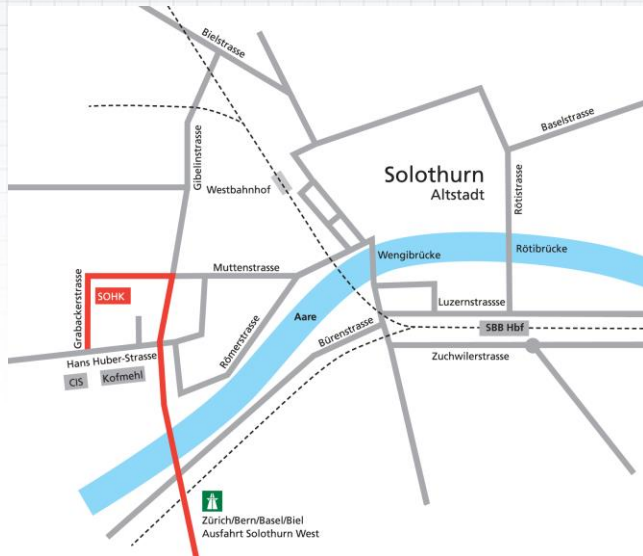 Bielstrasse
Baselstrasse
Gibelinstrasse
Solothurn
Altstadt
Westbahnhof
Rötistrasse
Wengibrücke
Rötibrücke
Muttenstrasse
Grabackerstrasse
SOHK
Luzernstrassse
Aare
Römerstrasse
SBB Hbf
Bürenstrasse
Hans Huber-Strasse
Zuchwilerstrasse
CIS
Kofmehl
Zürich/Bern/Basel/Biel
Ausfahrt Solothurn West